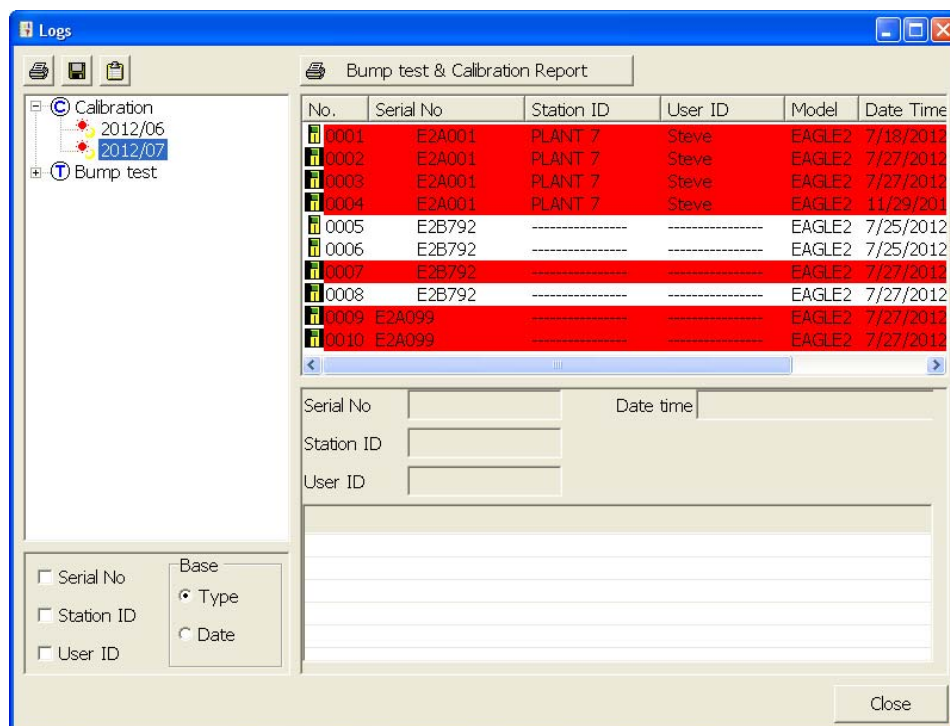 Logs
Bump test & Calibration Report
C Calibration
2012/06
2012/07
T Bump test
No. Serial No Station ID User ID Model Date Time
0001 E2A001 PLANT 7 Steve EAGLE2 7/18/2012
0002 E2A001 PLANT 7 Steve EAGLE2 7/27/2012
0003 E2A001 PLANT 7 Steve EAGLE2 7/27/2012
0004 E2A001 PLANT 7 Steve EAGLE2 11/29/201
0005 E2B792 ---------------- ---------------- EAGLE2 7/25/2012
0006 E2B792 ---------------- ---------------- EAGLE2 7/25/2012
0007 E2B792 ---------------- ---------------- EAGLE2 7/27/2012
0008 E2B792 ---------------- ---------------- EAGLE2 7/27/2012
0009 E2A099 ---------------- ---------------- EAGLE2 7/27/2012
0010 E2A099 ---------------- ---------------- EAGLE2 7/27/2012
Serial No Date time
Station ID
User ID
Base
Serial No
Type
Station ID
Date
User ID
Close